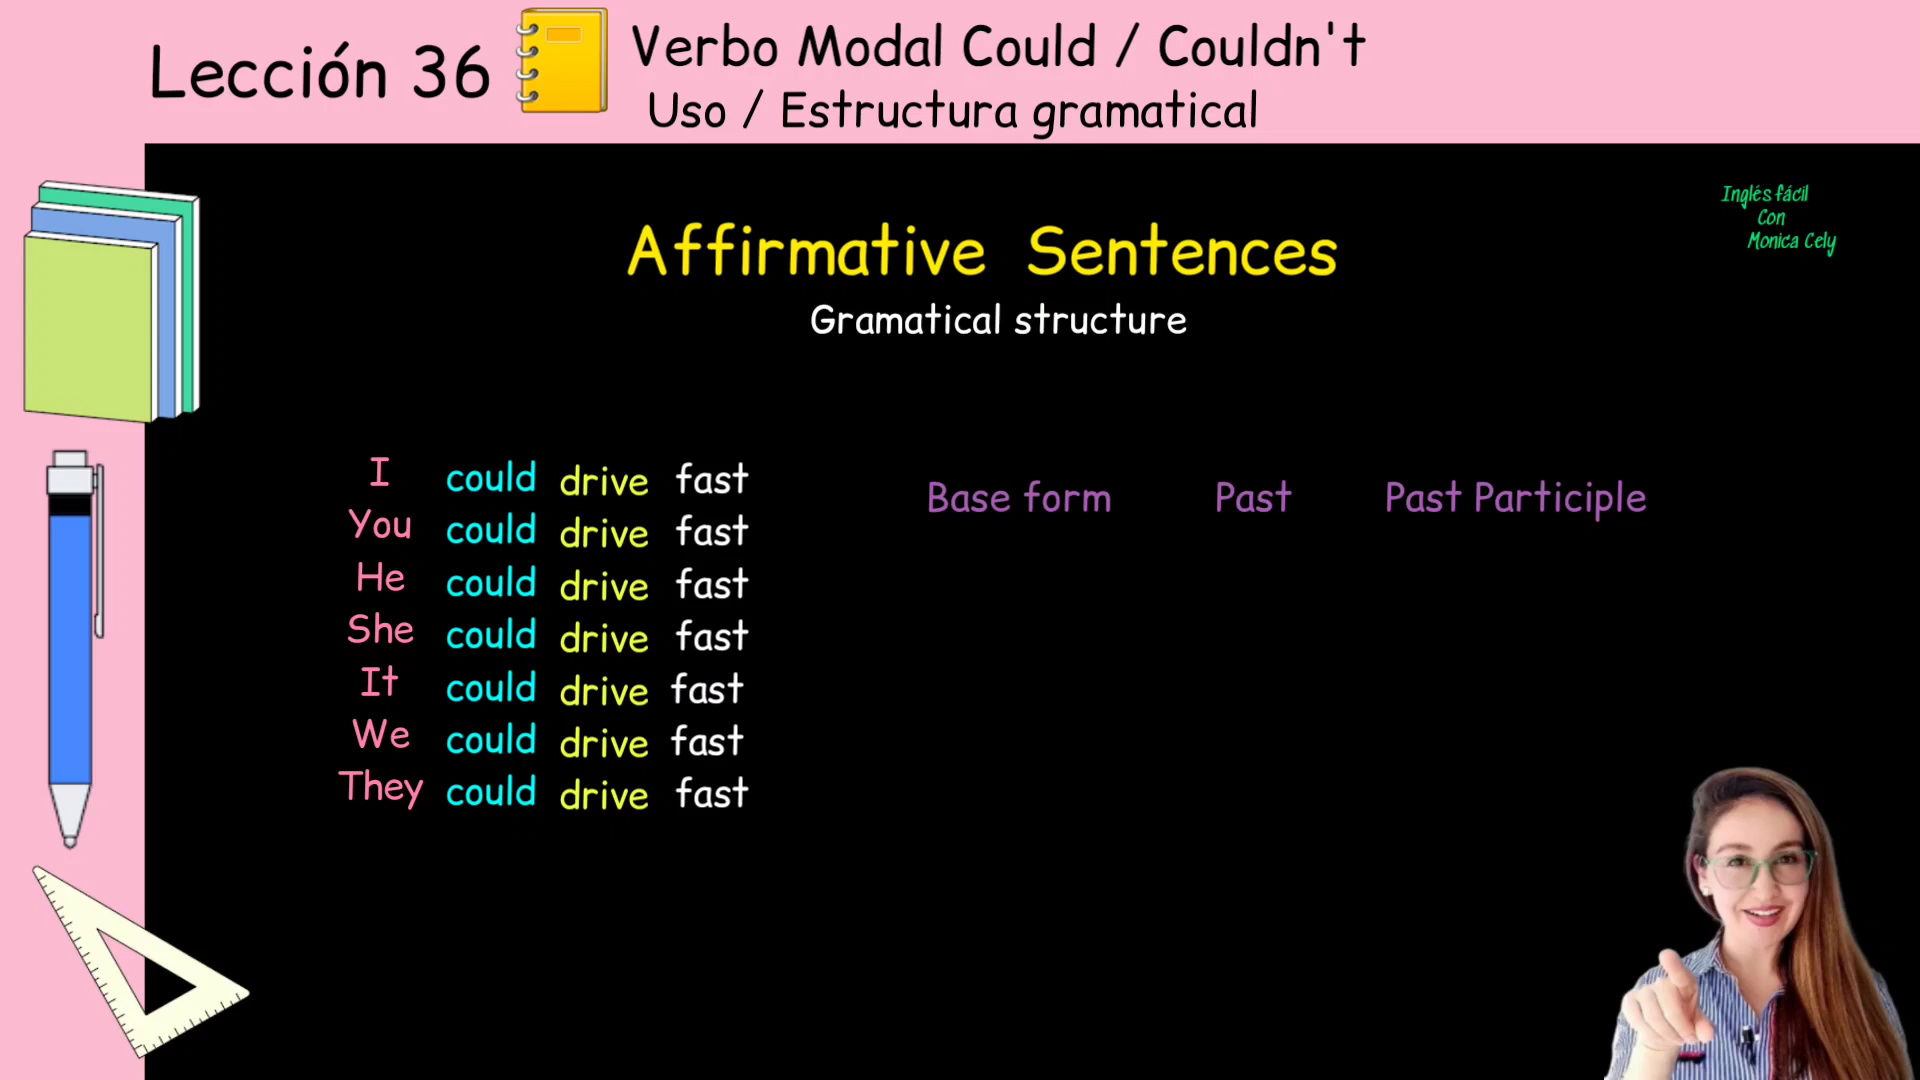 Lección 36
Verbo Modal Could / Couldn't
Uso / Estructura gramatical
Inglés fácil
Con
Monica Cely
Affirmative Sentences
Gramatical structure
I could drive fast
You could drive fast
He could drive fast
She could drive fast
It could drive fast
We could drive fast
They could drive fast
Base form Past Past Participle